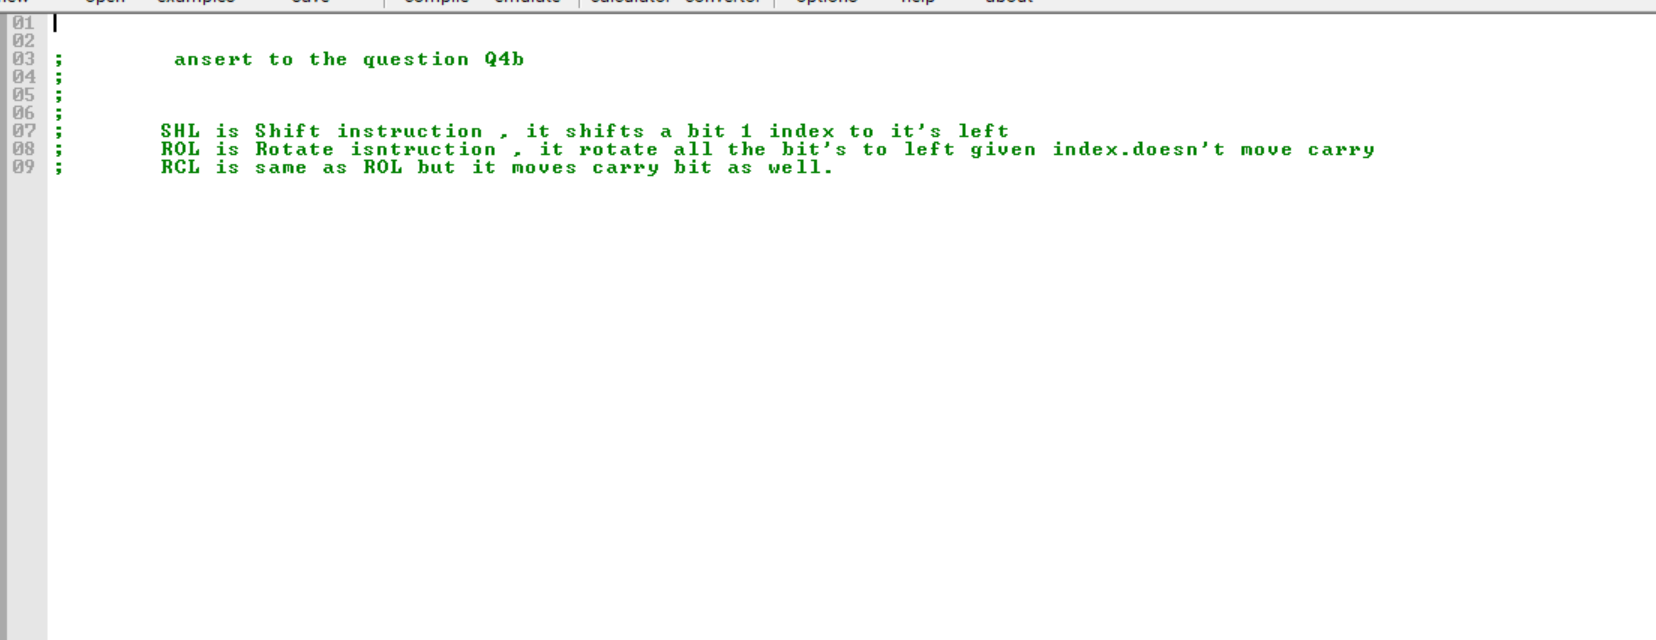 open examples save compile emulate calculator convertor options help about
01
02
03 ; ansert to the question Q4b
04 ;
05 ;
06 ;
07 ; SHL is Shift instruction , it shifts a bit 1 index to it's left
08 ; ROL is Rotate isntruction , it rotate all the bit's to left given index.doesn't move carry
09 ; RCL is same as ROL but it moves carry bit as well.